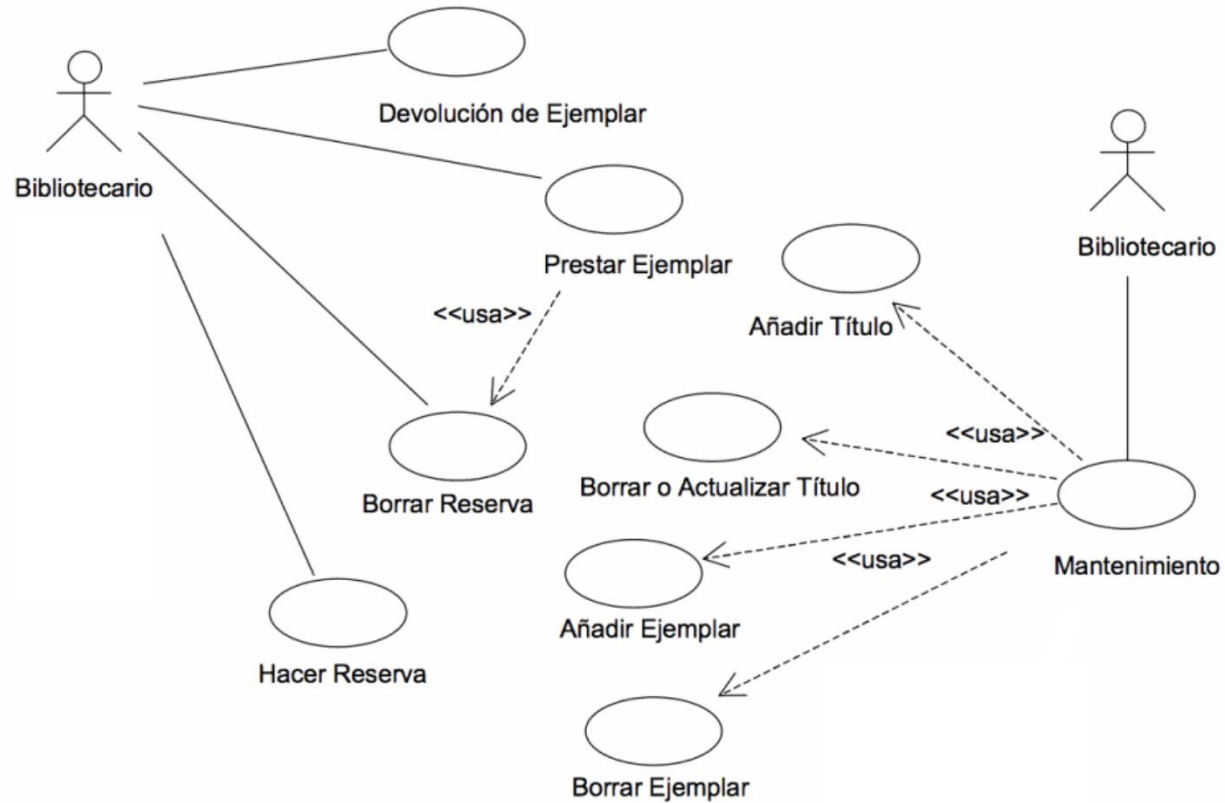 Devolución de Ejemplar
Bibliotecario
Prestar Ejemplar
Bibliotecario
<<usa>>
Añadir Título
<<usa>>
Borrar o Actualizar Título
<<usa>>
Borrar Reserva
<<usa>>
Mantenimiento
Añadir Ejemplar
Hacer Reserva
Borrar Ejemplar